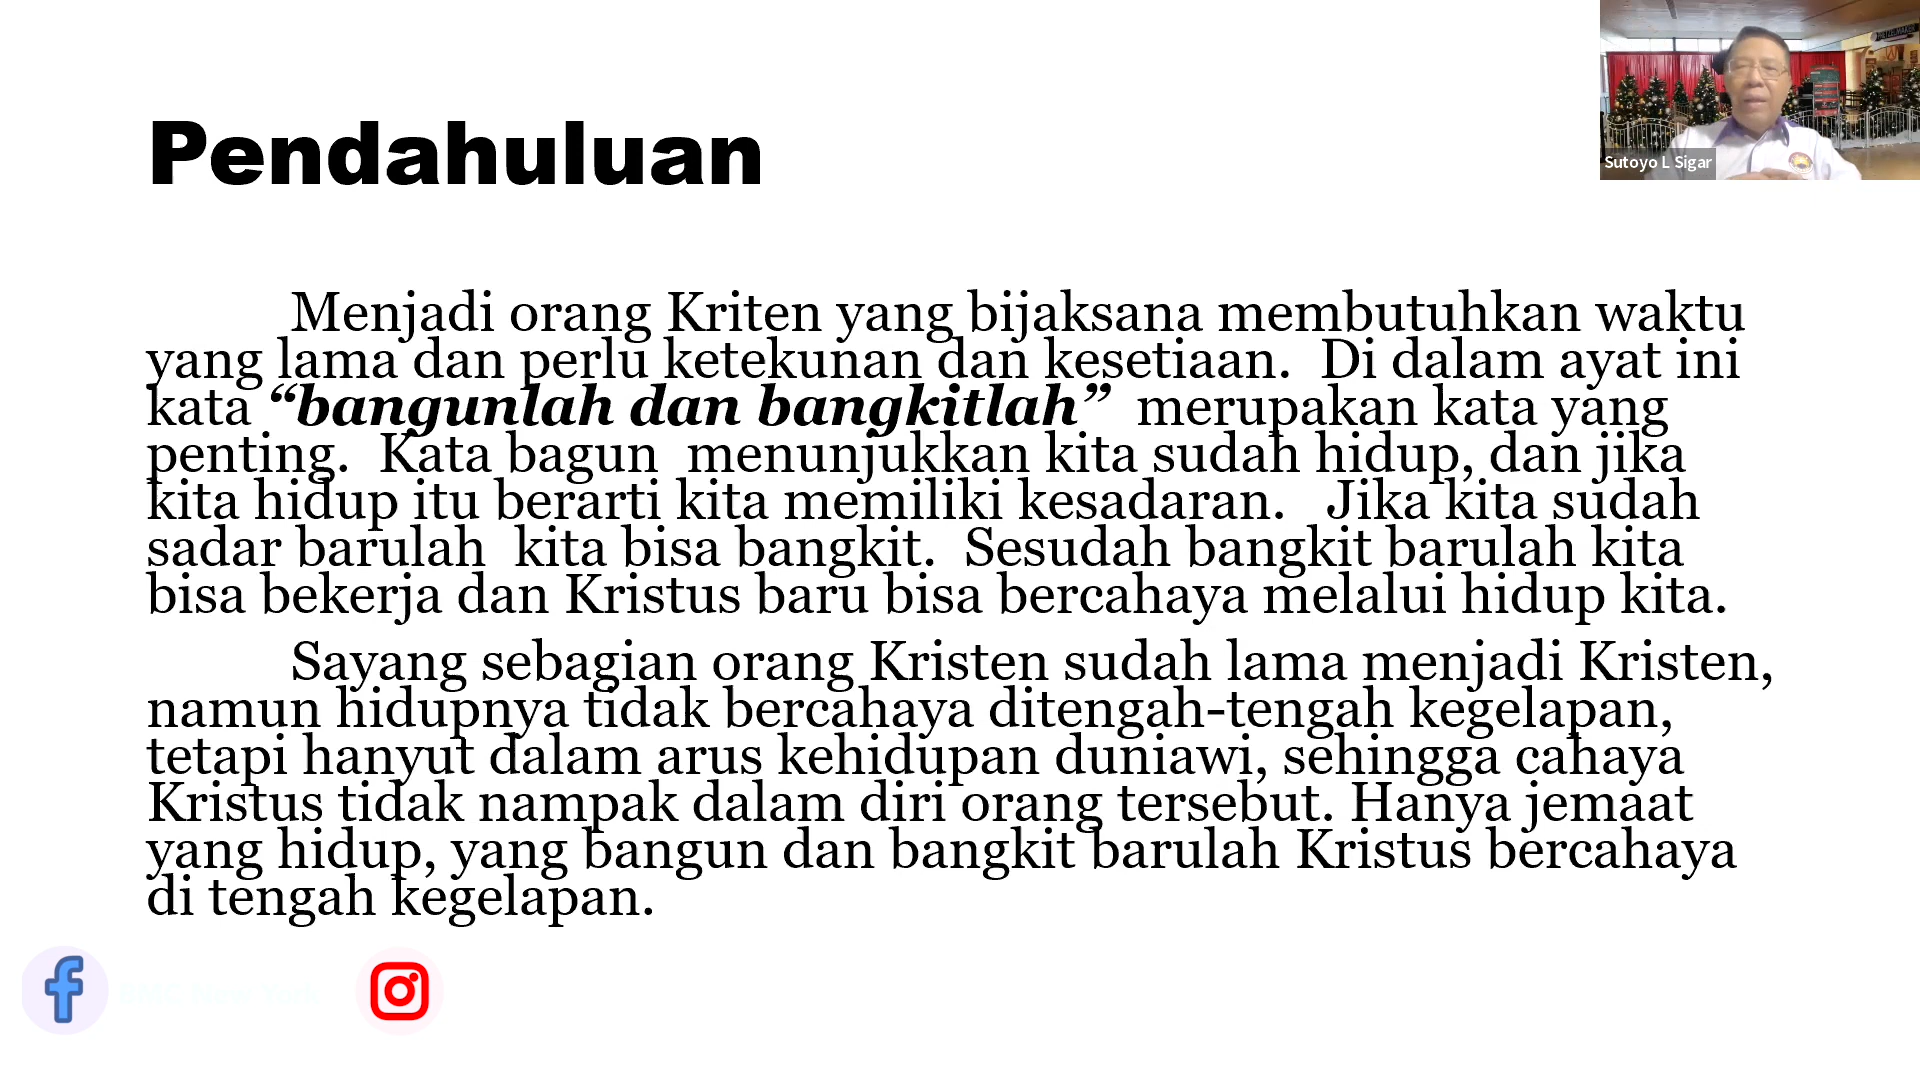 Pendahuluan
Sutoyo L Sigar
Menjadi orang Kriten yang bijaksana membutuhkan waktu
yang lama dan perlu ketekunan dan kesetiaan. Di dalam ayat ini
kata “bangunlah dan bangkitlah” merupakan kata yang
penting. Kata bagun menunjukkan kita sudah hidup, dan jika
kita hidup itu berarti kita memiliki kesadaran. Jika kita sudah
sadar barulah kita bisa bangkit. Sesudah bangkit barulah kita
bisa bekerja dan Kristus baru bisa bercahaya melalui hidup kita.
Sayang sebagian orang Kristen sudah lama menjadi Kristen,
namun hidupnya tidak bercahaya ditengah-tengah kegelapan,
tetapi hanyut dalam arus kehidupan duniawi, sehingga cahaya
Kristus tidak nampak dalam diri orang tersebut. Hanya jemaat
yang hidup, yang bangun dan bangkit barulah Kristus bercahaya
di tengah kegelapan.